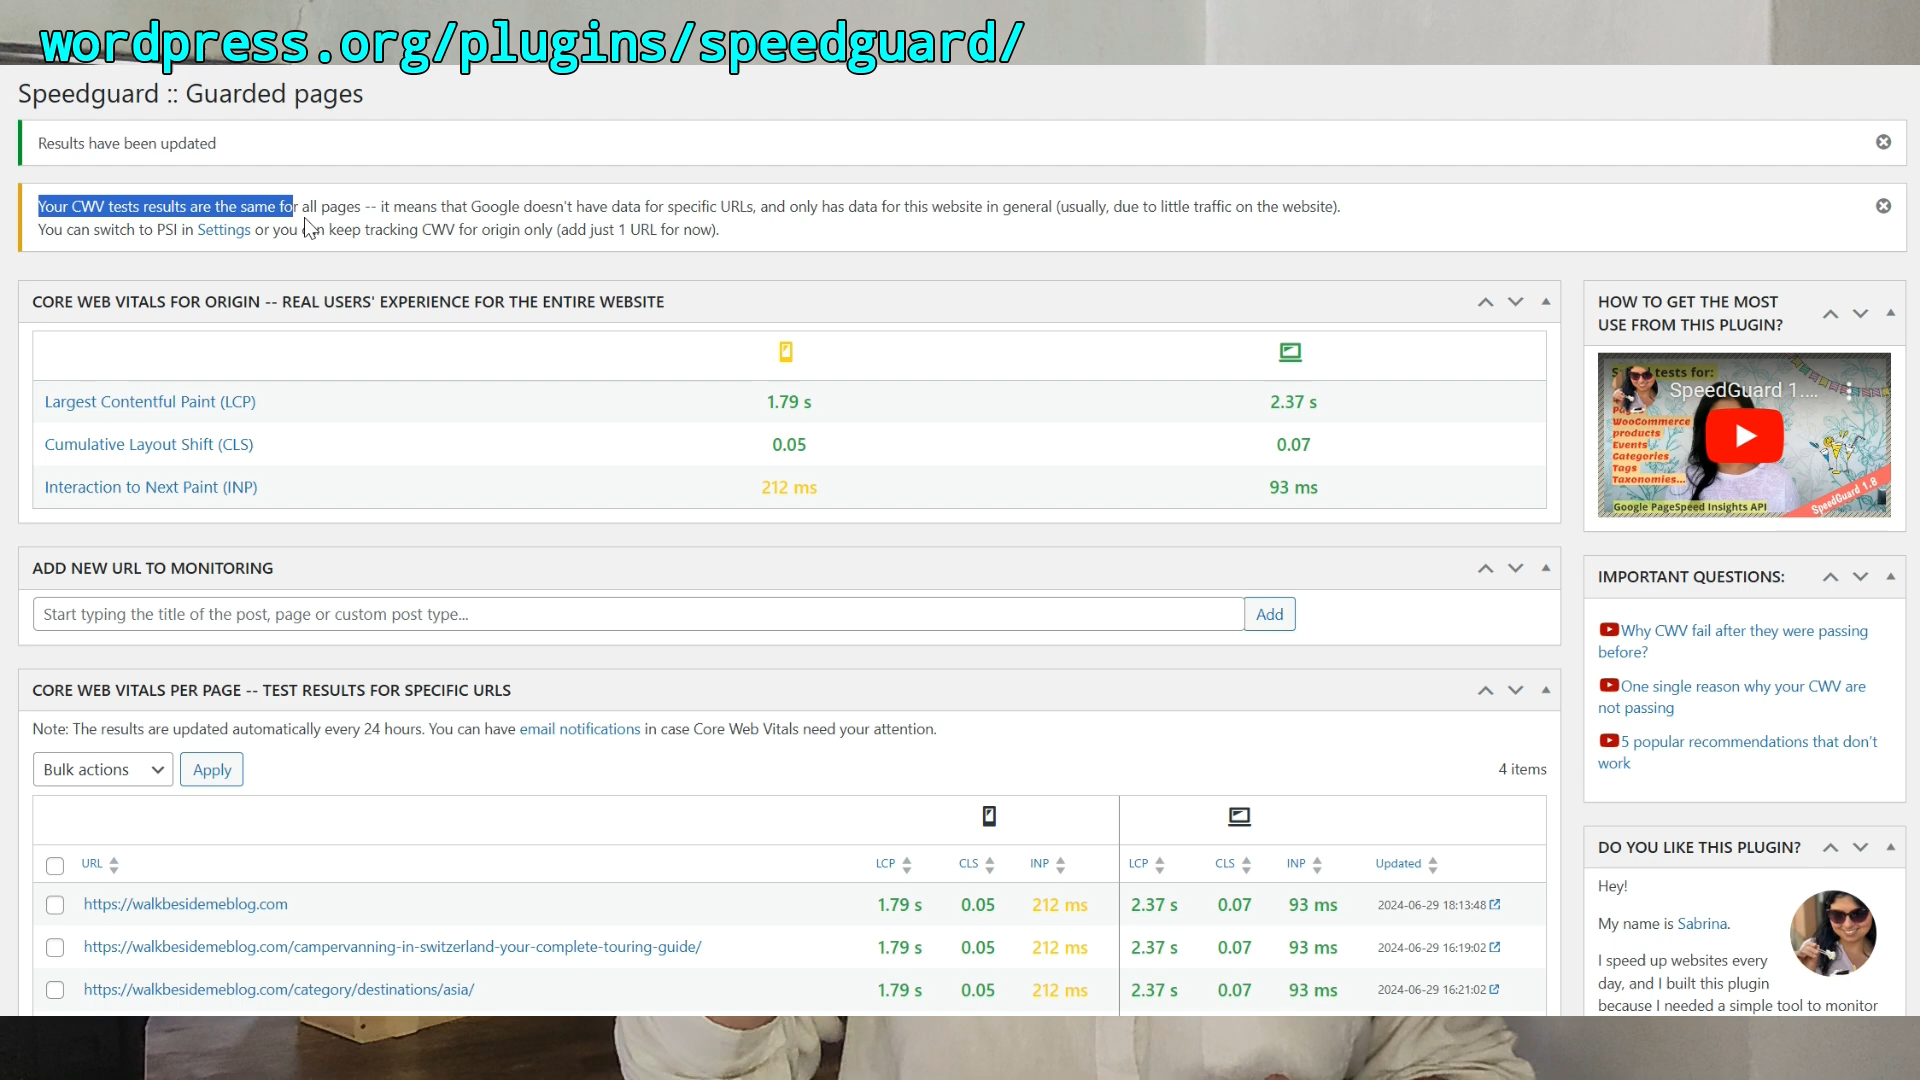 wordpress.org/plugins/speedguard/
Speedguard :: Guarded pages
Results have been updated
Your CWV tests results are the same for all pages -- it means that Google doesn't have data for specific URLs, and only has data for this website in general (usually, due to little traffic on the website).
You can switch to PSI in Settings or you can keep tracking CWV for origin only (add just 1 URL for now).
CORE WEB VITALS FOR ORIGIN -- REAL USERS' EXPERIENCE FOR THE ENTIRE WEBSITE
Largest Contentful Paint (LCP) 1.79 s 2.37 s
Cumulative Layout Shift (CLS) 0.05 0.07
Interaction to Next Paint (INP) 212 ms 93 ms
ADD NEW URL TO MONITORING
Start typing the title of the post, page or custom post type... Add
CORE WEB VITALS PER PAGE -- TEST RESULTS FOR SPECIFIC URLS
Note: The results are updated automatically every 24 hours. You can have email notifications in case Core Web Vitals need your attention.
Bulk actions Apply 4 items
URL LCP CLS INP LCP CLS INP Updated
https://walkbesidemeblog.com 1.79 s 0.05 212 ms 2.37 s 0.07 93 ms 2024-06-29 18:13:48
https://walkbesidemeblog.com/campervanning-in-switzerland-your-complete-touring-guide/ 1.79 s 0.05 212 ms 2.37 s 0.07 93 ms 2024-06-29 16:19:02
https://walkbesidemeblog.com/category/destinations/asia/ 1.79 s 0.05 212 ms 2.37 s 0.07 93 ms 2024-06-29 16:21:02
HOW TO GET THE MOST
USE FROM THIS PLUGIN?
tests for:
SpeedGuard 1....
WooCommerce
products
Events
Categories
Tags
Taxonomies...
Google PageSpeed Insights API
SpeedGuard 1.8
IMPORTANT QUESTIONS:
Why CWV fail after they were passing
before?
One single reason why your CWV are
not passing
5 popular recommendations that don't
work
DO YOU LIKE THIS PLUGIN?
Hey!
My name is Sabrina.
I speed up websites every
day, and I built this plugin
because I needed a simple tool to monitor